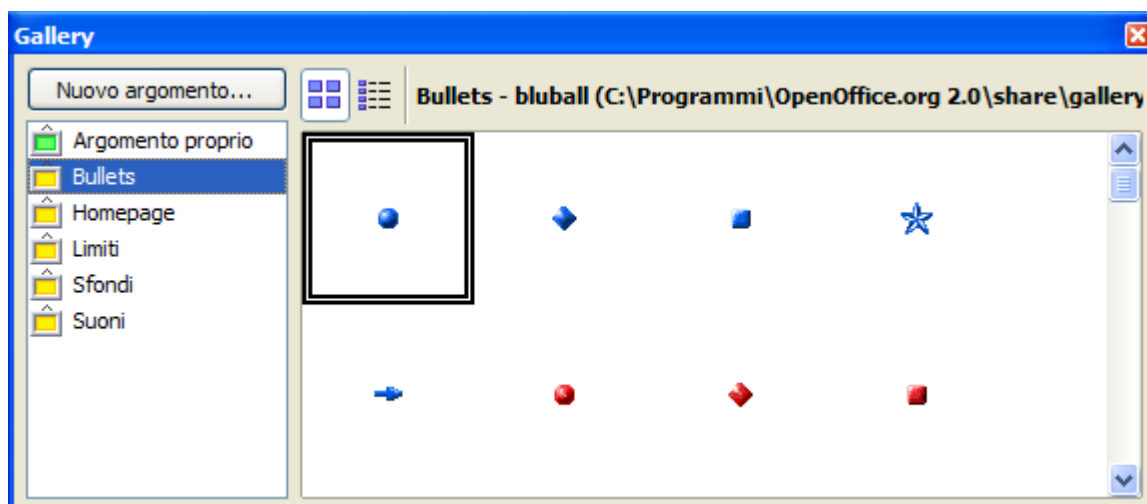 Gallery
Nuovo argomento...
Bullets - bluball (C:\Programmi\OpenOffice.org 2.0\share\gallery
Argomento proprio
Bullets
Homepage
Limiti
Sfondi
Suoni